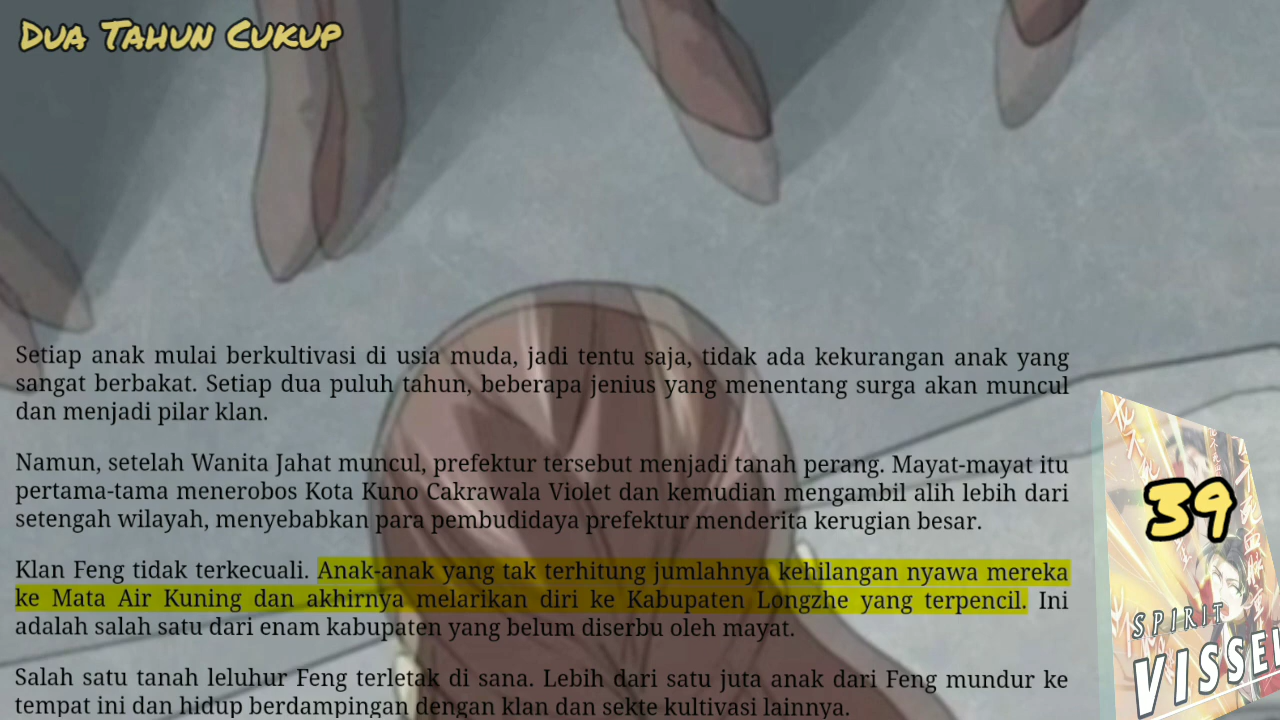 Dua Tahun Cukup
Setiap anak mulai berkultivasi di usia muda, jadi tentu saja, tidak ada kekurangan anak yang
sangat berbakat. Setiap dua puluh tahun, beberapa jenius yang menentang surga akan muncul
dan menjadi pilar klan.
Namun, setelah Wanita Jahat muncul, prefektur tersebut menjadi tanah perang. Mayat-mayat itu
pertama-tama menerobos Kota Kuno Cakrawala Violet dan kemudian mengambil alih lebih dari
setengah wilayah, menyebabkan para pembudidaya prefektur menderita kerugian besar.
Klan Feng tidak terkecuali. Anak-anak yang tak terhitung jumlahnya kehilangan nyawa mereka
ke Mata Air Kuning dan akhirnya melarikan diri ke Kabupaten Longzhe yang terpencil. Ini
adalah salah satu dari enam kabupaten yang belum diserbu oleh mayat.
Salah satu tanah leluhur Feng terletak di sana. Lebih dari satu juta anak dari Feng mundur ke
tempat ini dan hidup berdampingan dengan klan dan sekte kultivasi lainnya.
39
SPIRIT
VISSEL